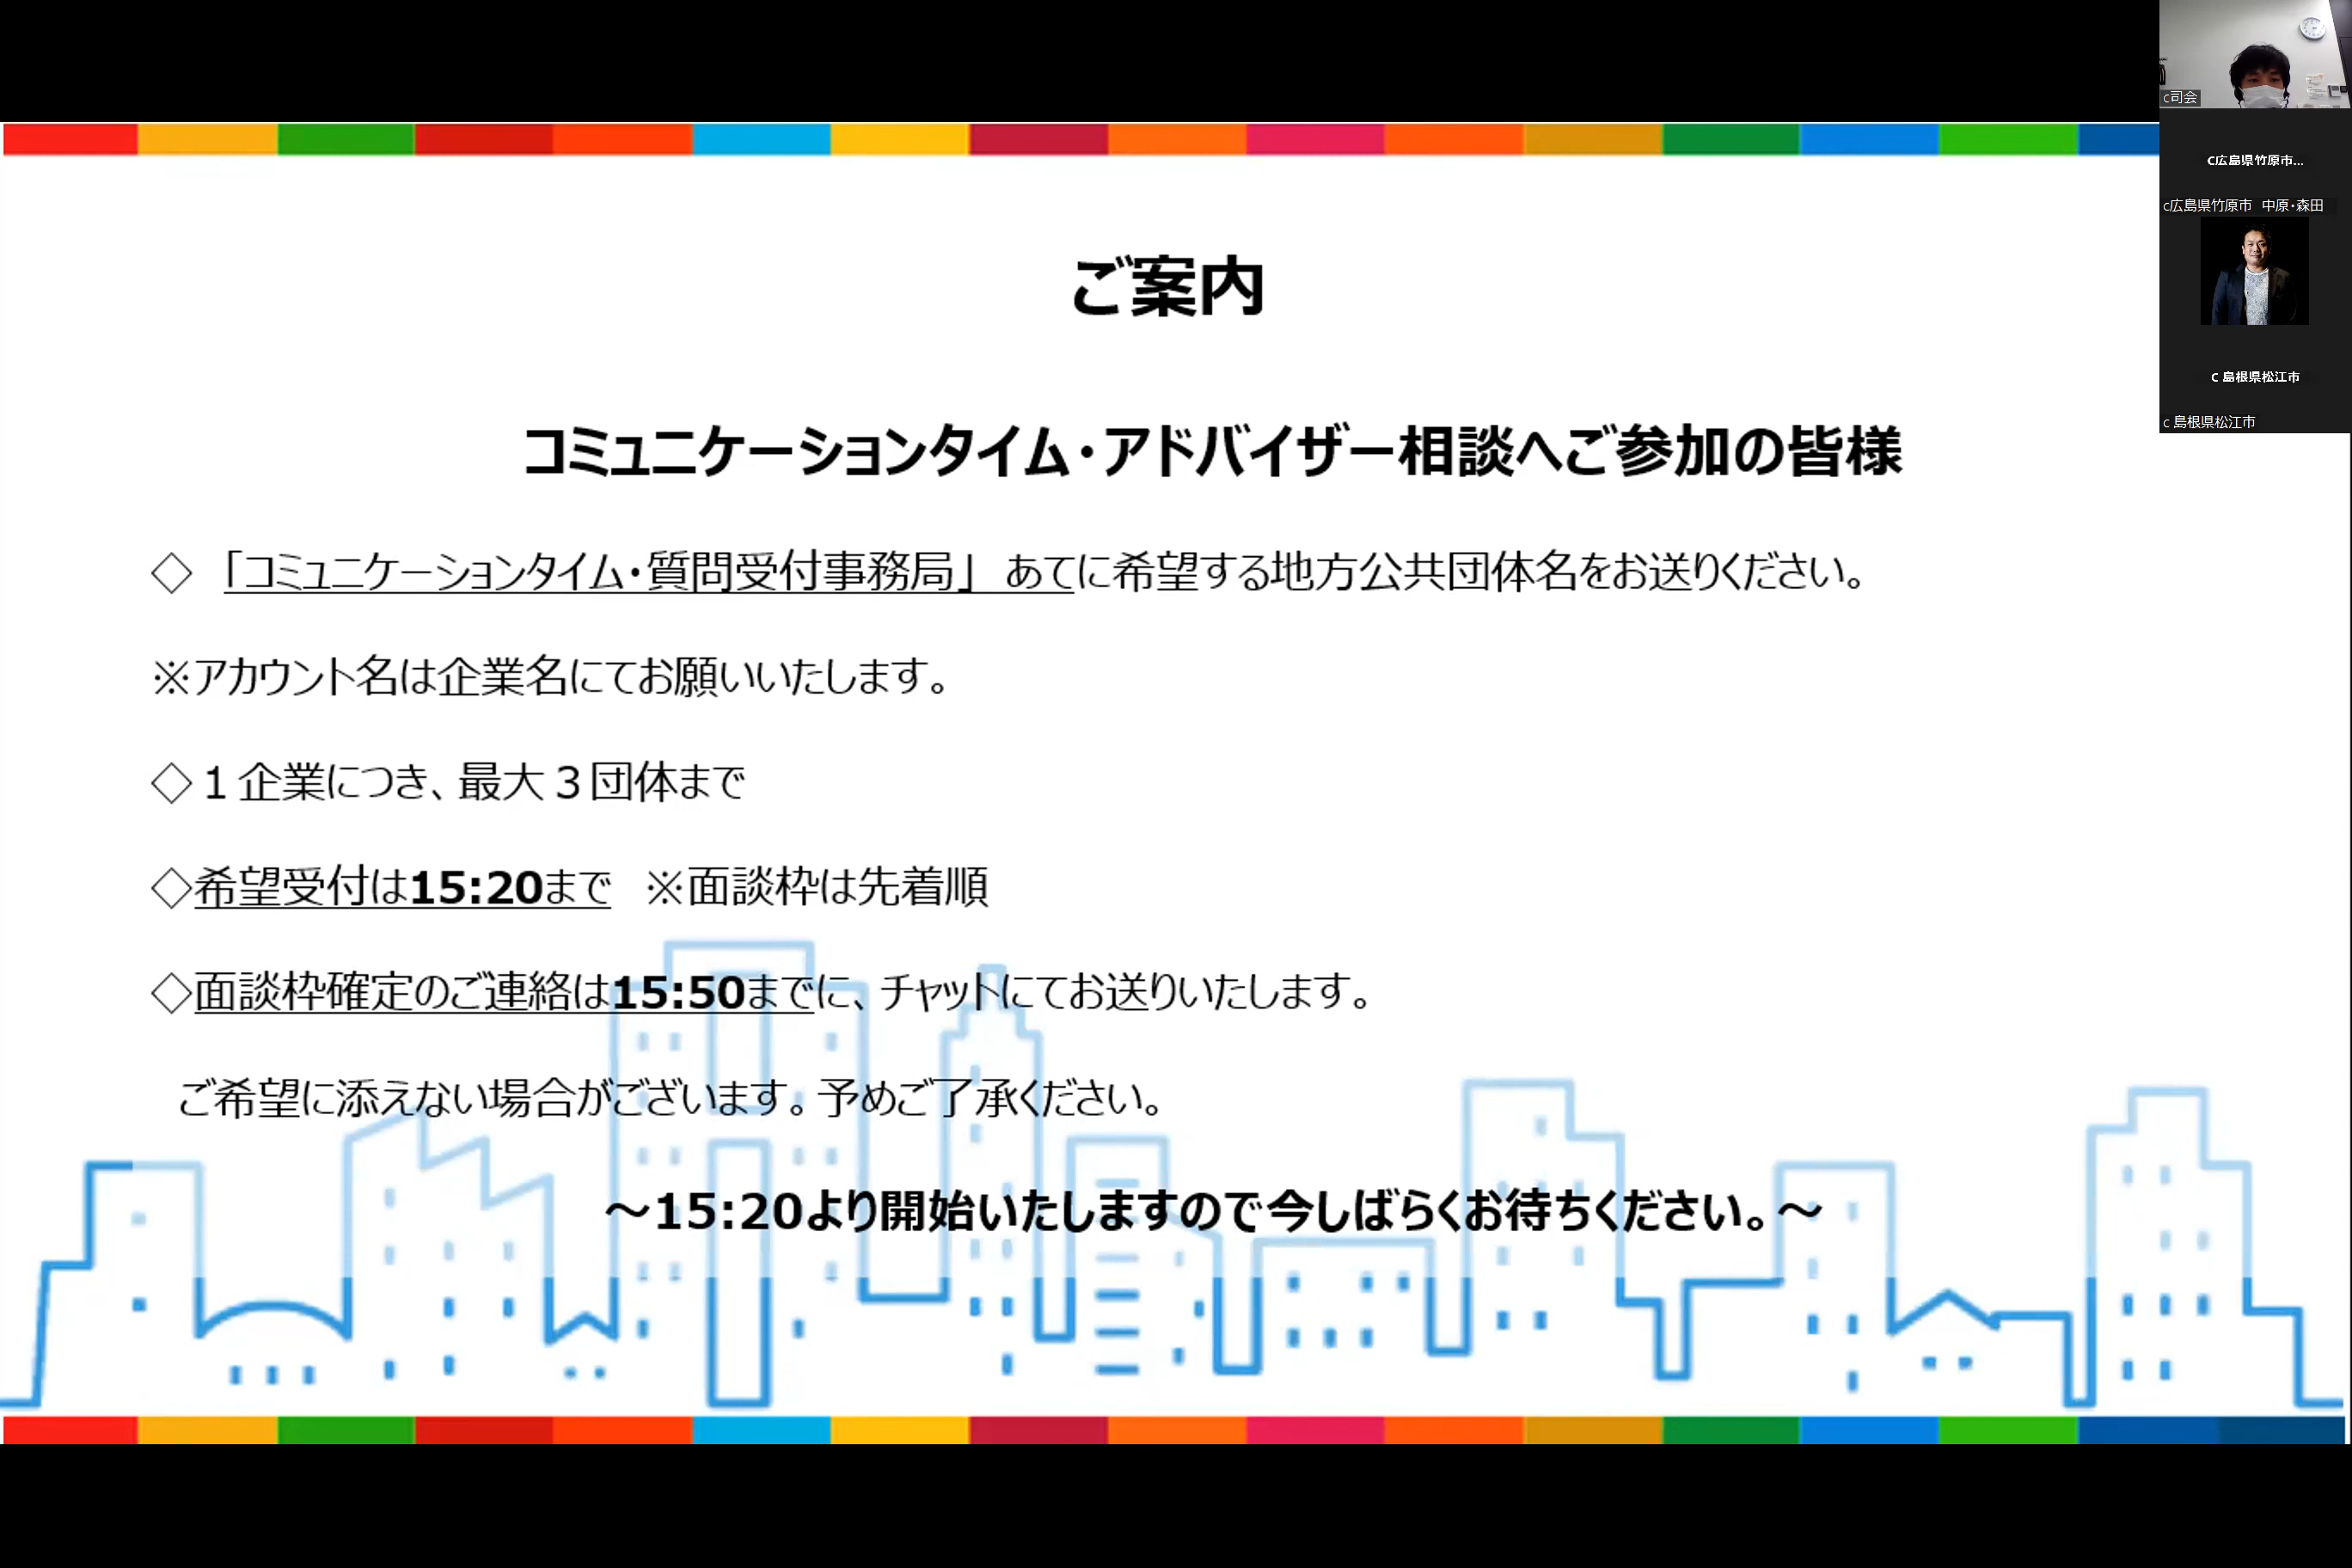 ご案内
コミュニケーションタイム・アドバイザー相談へご参加の皆様
◇ 「コミュニケーションタイム・質問受付事務局」 あてに希望する地方公共団体名をお送りください。
※アカウント名は企業名にてお願いいたします。
◇１企業につき、最大３団体まで
◇希望受付は15:20まで ※面談枠は先着順
◇面談枠確定のご連絡は15:50までに、チャットにてお送りいたします。
ご希望に添えない場合がございます。予めご了承ください。
～15:20より開始いたしますので今しばらくお待ちください。～
c司会
C広島県竹原市...
c広島県竹原市 中原・森田
C 島根県松江市
c 島根県松江市